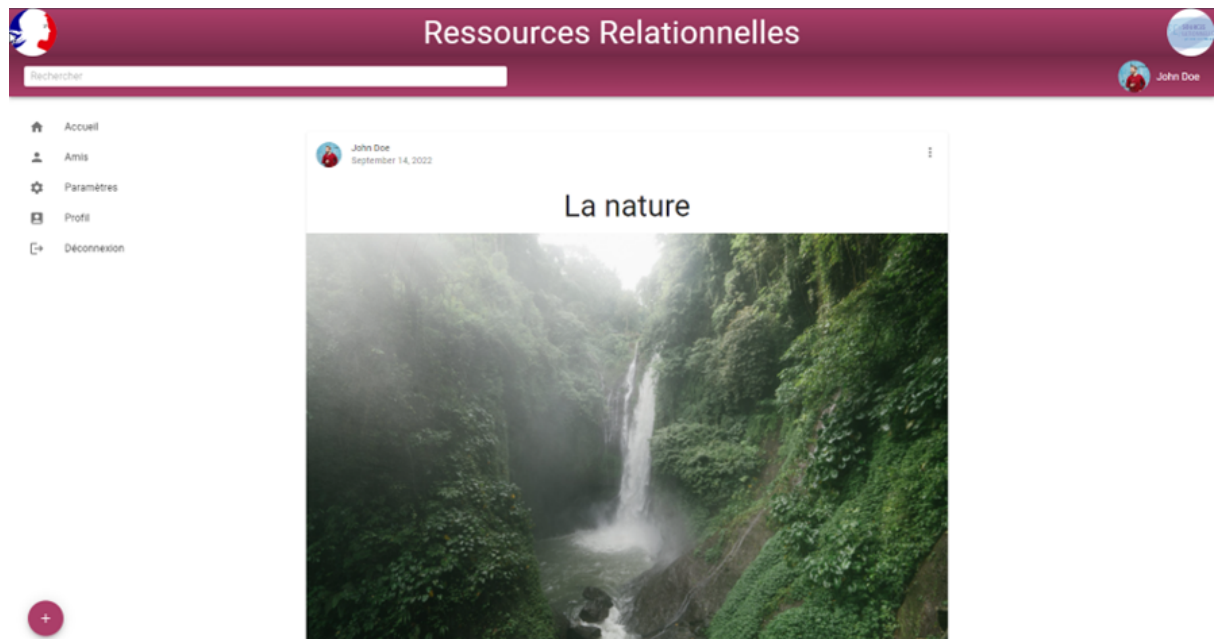 Ressources Relationnelles
Rechercher
John Doe
Accueil
Amis
Paramètres
Profil
Déconnexion
John Doe
September 14, 2022
La nature
+